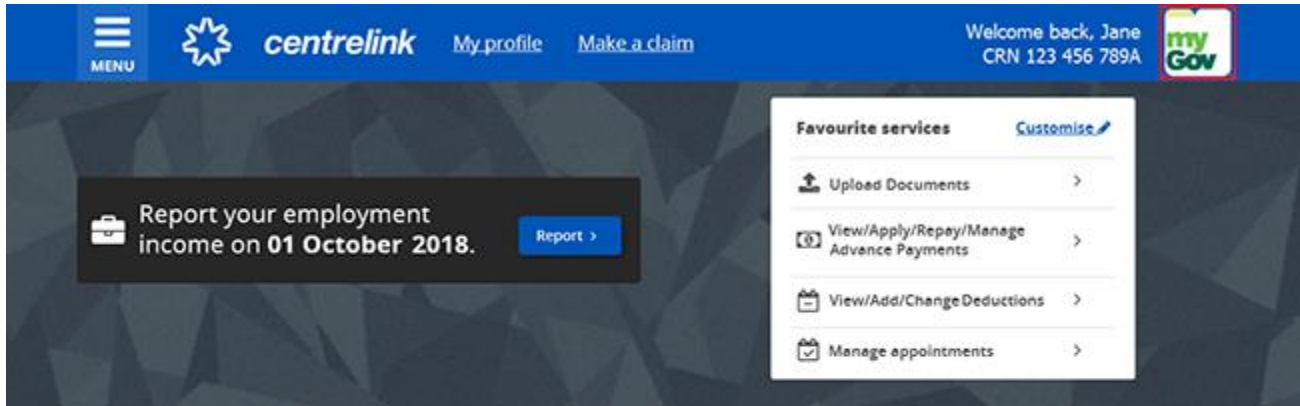 MENU
centrelink
My profile
Make a claim
Welcome back, Jane
CRN 123 456 789A
my
Gov
Report your employment
income on 01 October 2018.
Report >
Favourite services
Customise
Upload Documents
View/Apply/Repay/Manage
Advance Payments
View/Add/Change Deductions
Manage appointments